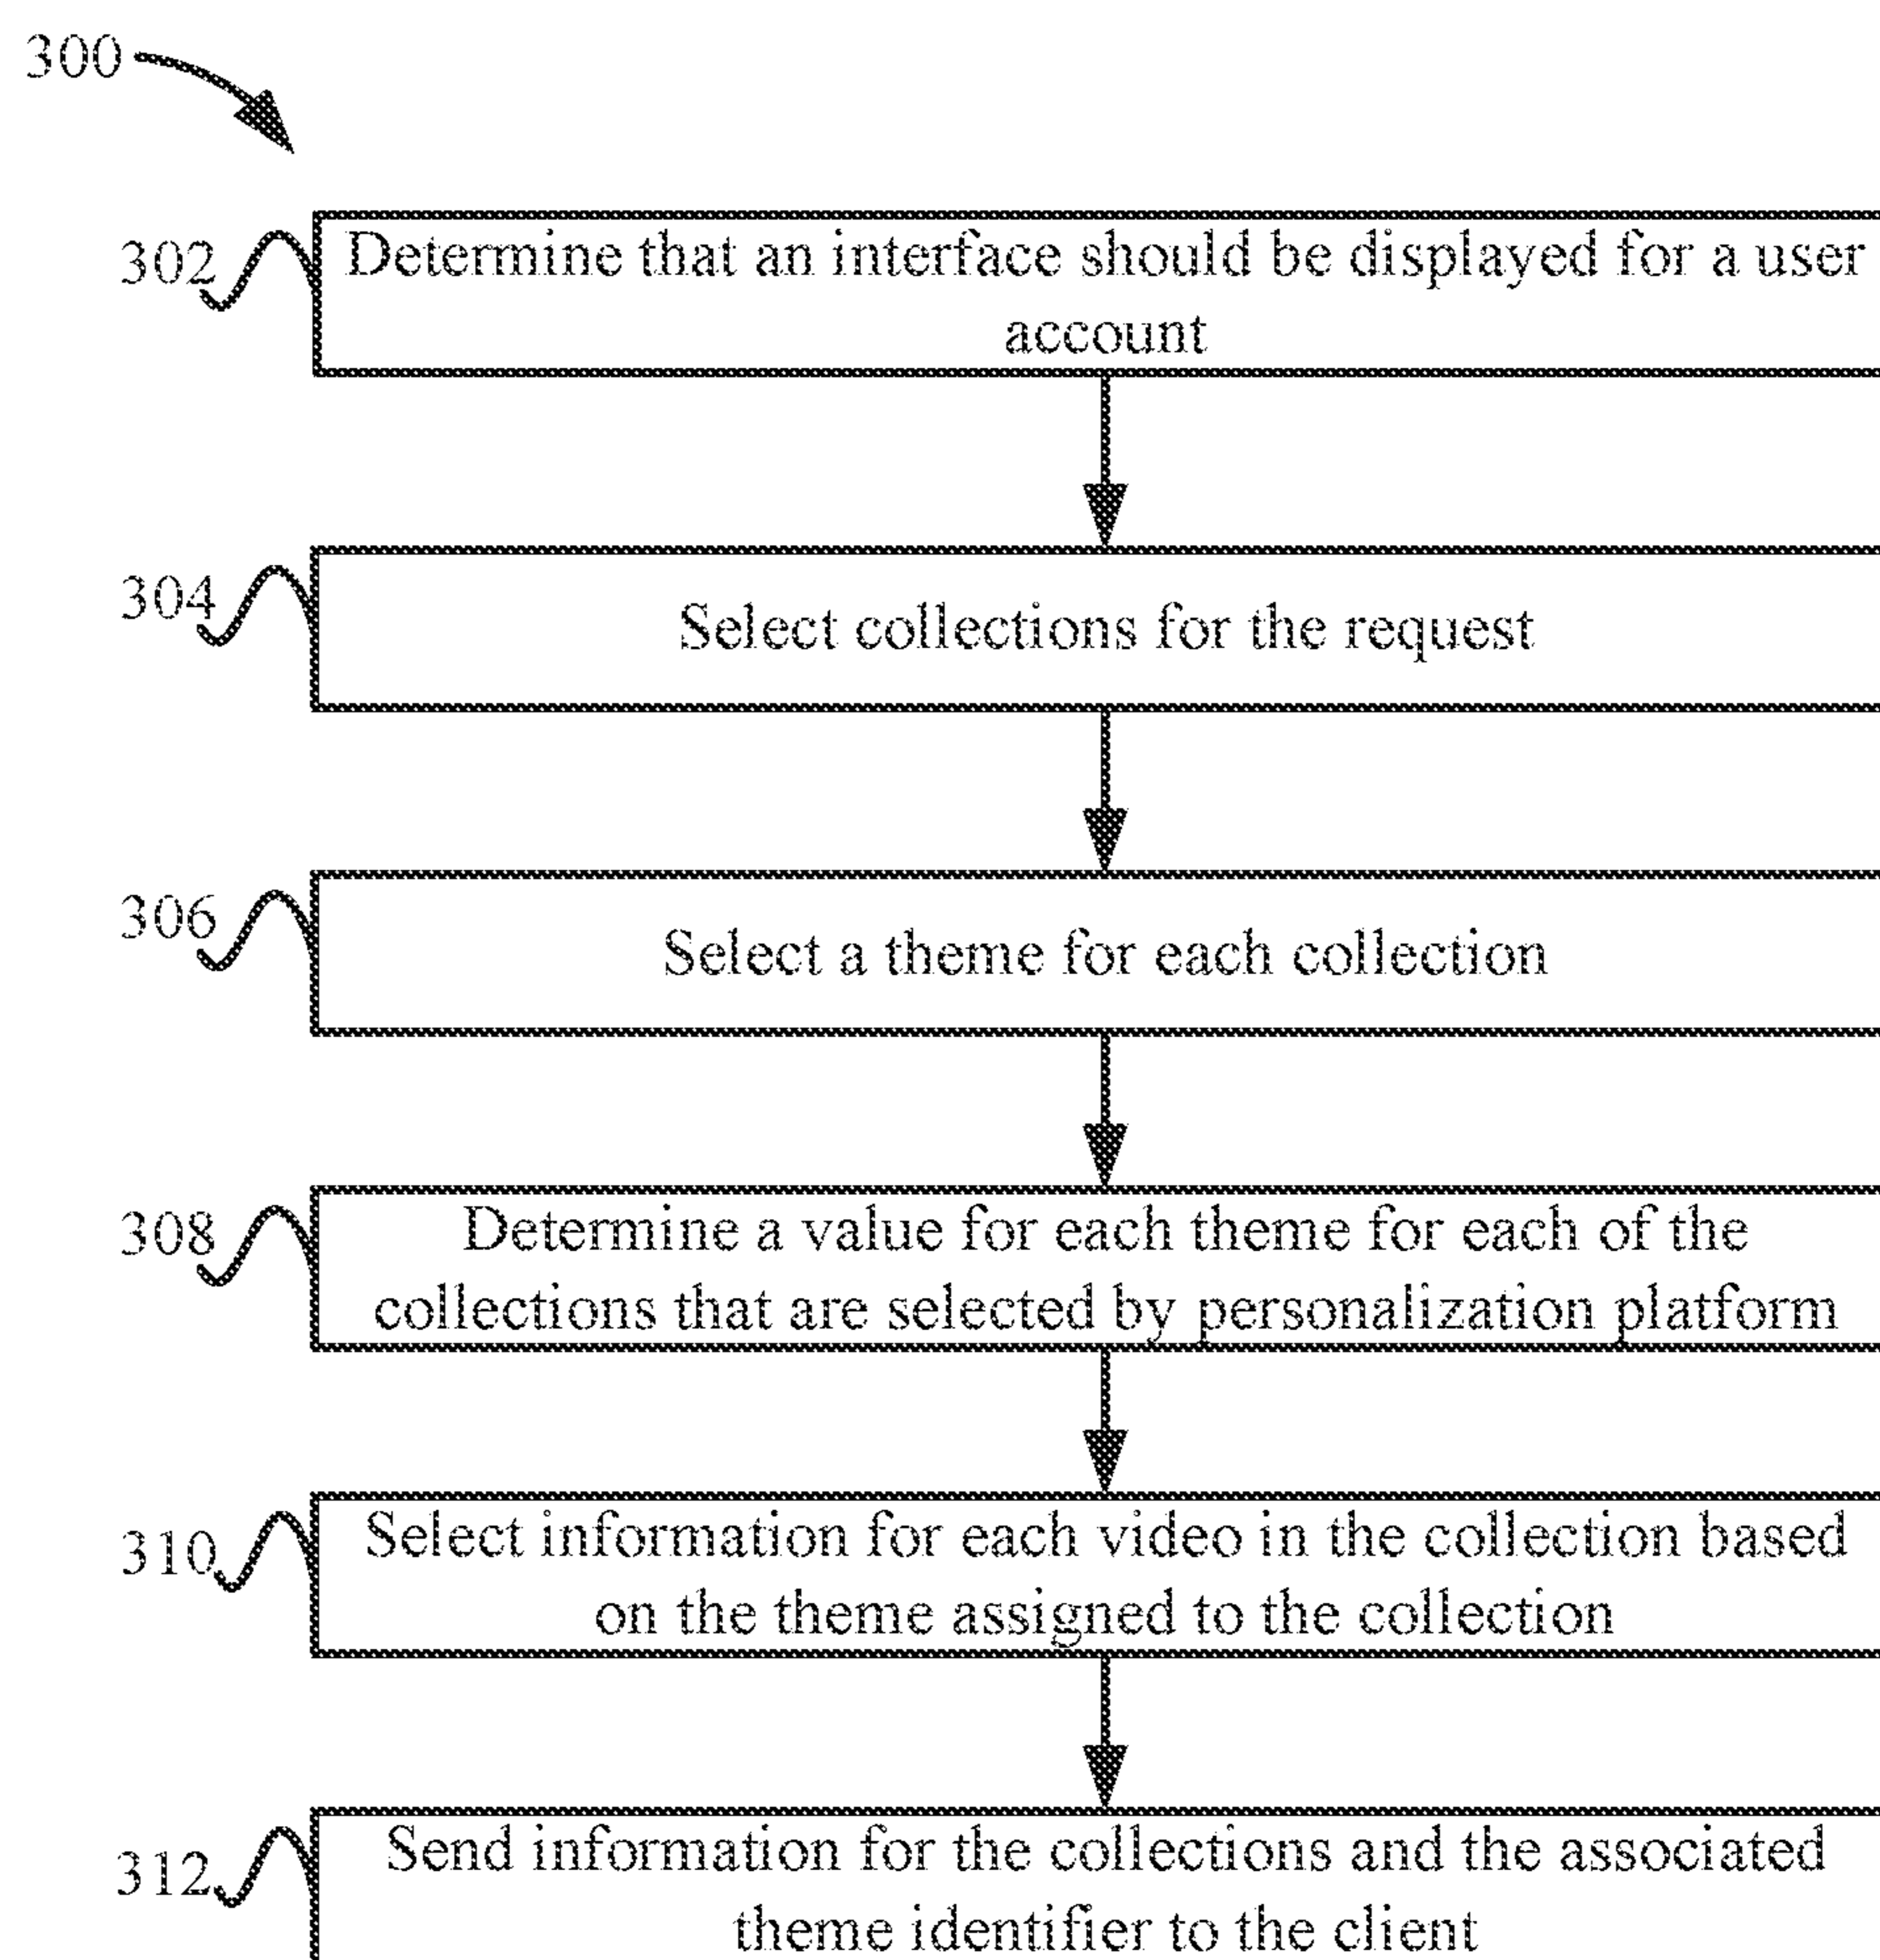 300
302
Determine that an interface should be displayed for a user
account
304
Select collections for the request
306
Select a theme for each collection
308
Determine a value for each theme for each of the
collections that are selected by personalization platform
310
Select information for each video in the collection based
on the theme assigned to the collection
312
Send information for the collections and the associated
theme identifier to the client